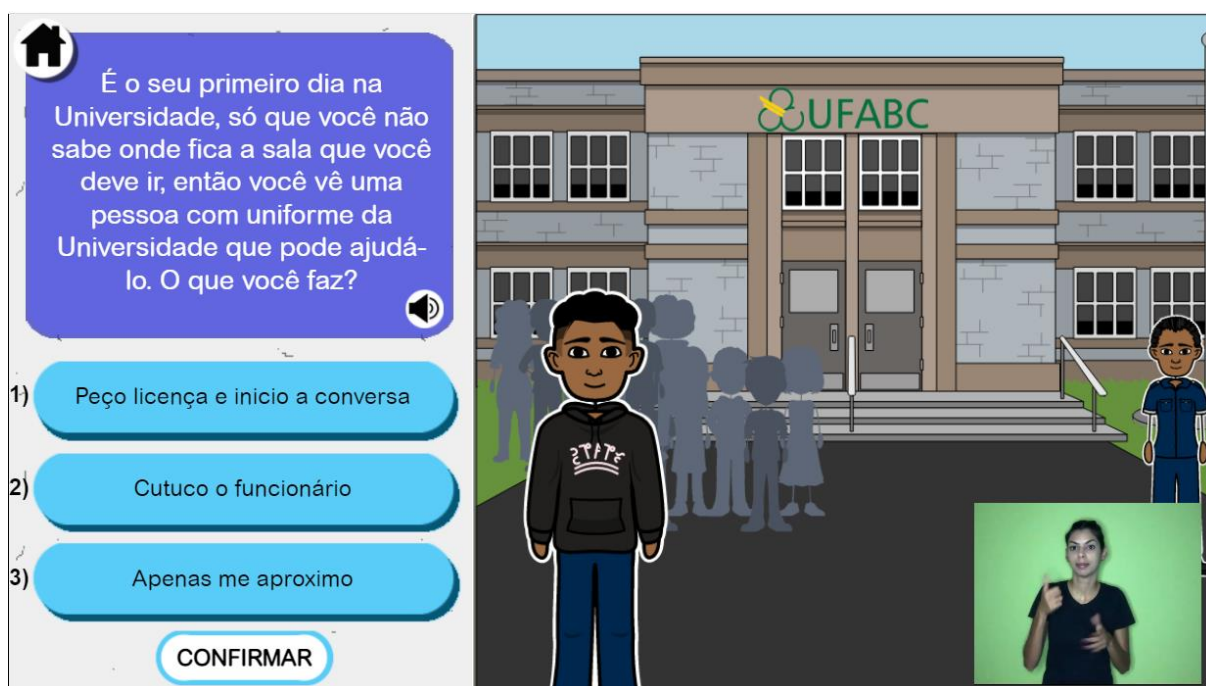 É o seu primeiro dia na
Universidade, só que você não
sabe onde fica a sala que você
deve ir, então você vê uma
pessoa com uniforme da
Universidade que pode ajudá-
lo. O que você faz?
1) Peço licença e inicio a conversa
2) Cutuco o funcionário
3) Apenas me aproximo
CONFIRMAR
UFABC